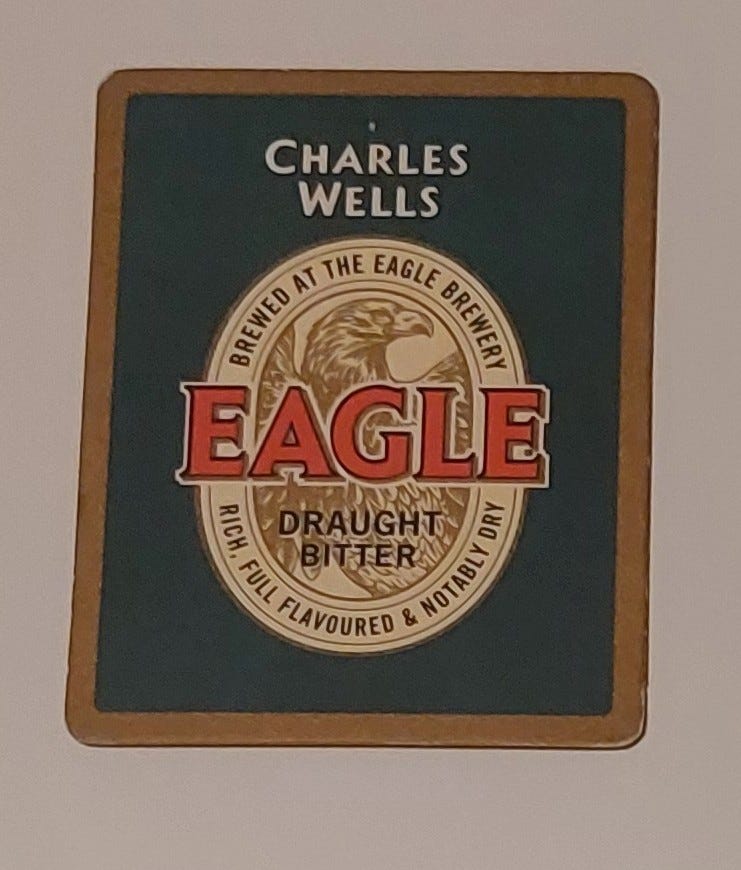 CHARLES
WELLS
BREWED AT THE EAGLE BREWERY
EAGLE
DRAUGHT
BITTER
RICH, FULL FLAVOURED & NOTABLY DRY